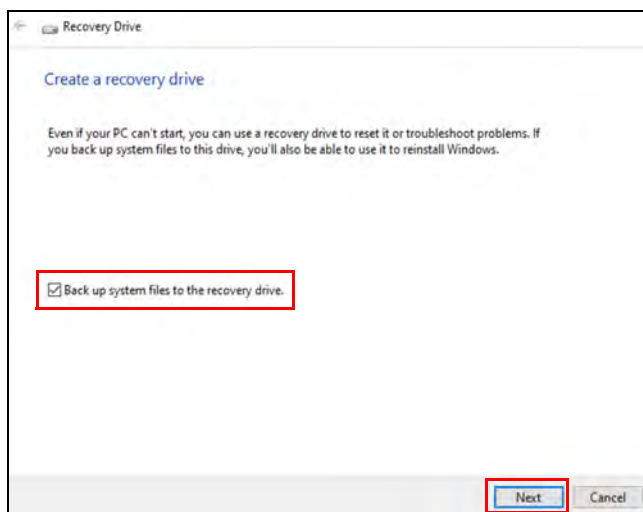 Recovery Drive
Create a recovery drive
Even if your PC can't start, you can use a recovery drive to reset it or troubleshoot problems. If
you back up system files to this drive, you'll also be able to use it to reinstall Windows.
Back up system files to the recovery drive.
Next Cancel